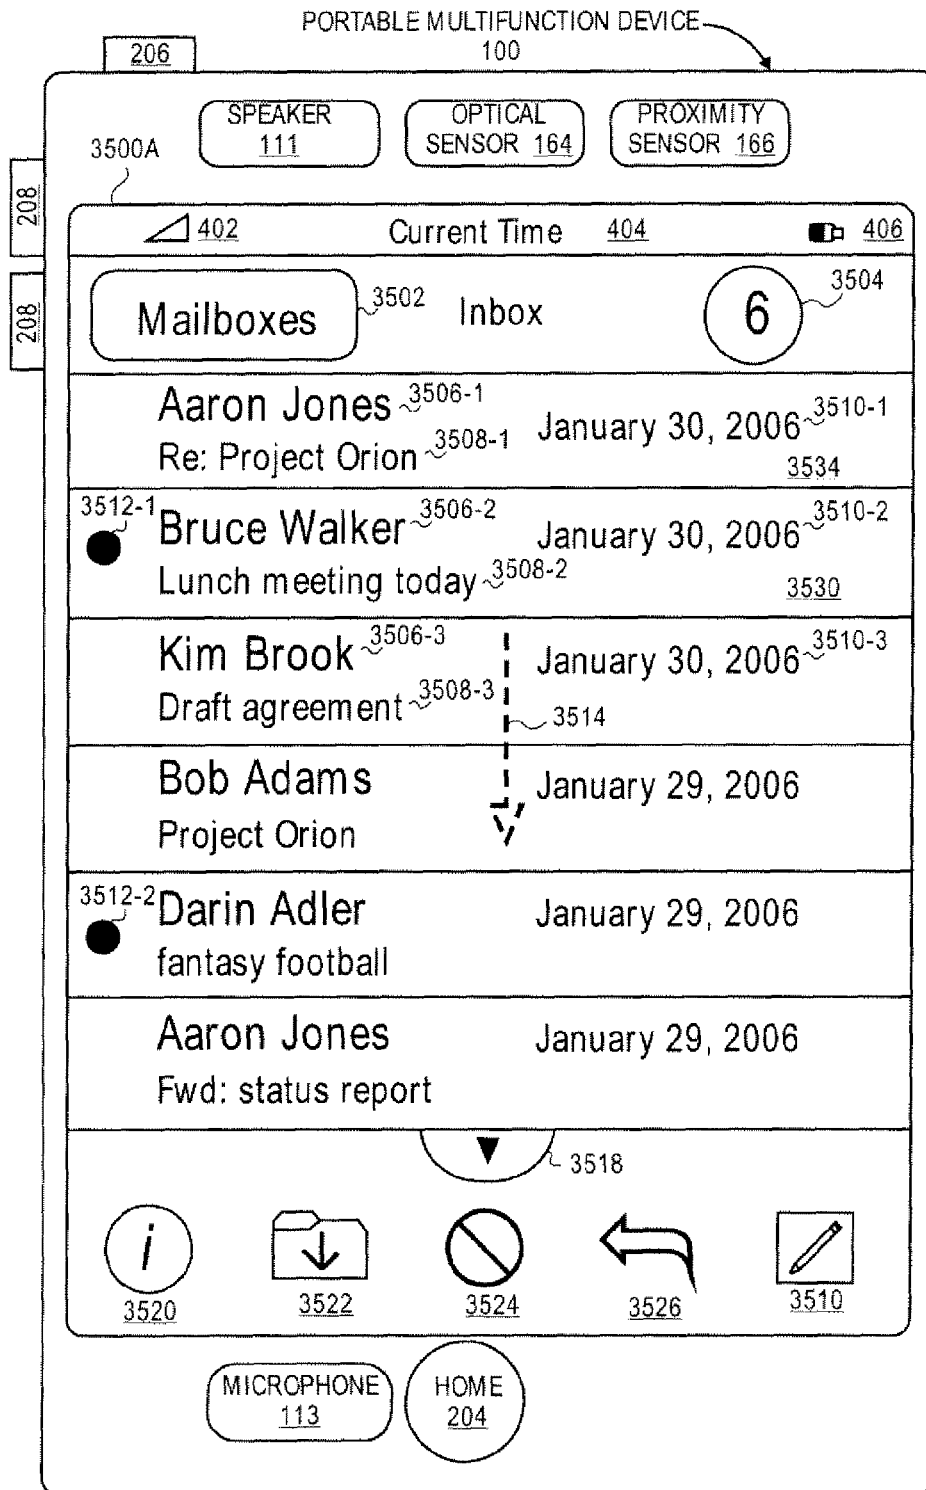 PORTABLE MULTIFUNCTION DEVICE
100
206
SPEAKER
111
OPTICAL
SENSOR 164
PROXIMITY
SENSOR 166
3500A
208
208
402
Current Time 404
406
Mailboxes
3502
Inbox
6
3504
Aaron Jones 3506-1
January 30, 2006 3510-1
Re: Project Orion 3508-1
3534
3512-1
Bruce Walker 3506-2
January 30, 2006 3510-2
Lunch meeting today 3508-2
3530
Kim Brook 3506-3
January 30, 2006 3510-3
Draft agreement 3508-3
3514
Bob Adams
January 29, 2006
Project Orion
3512-2
Darin Adler
January 29, 2006
fantasy football
Aaron Jones
January 29, 2006
Fwd: status report
3518
i
3520
3522
3524
3526
3510
MICROPHONE
113
HOME
204